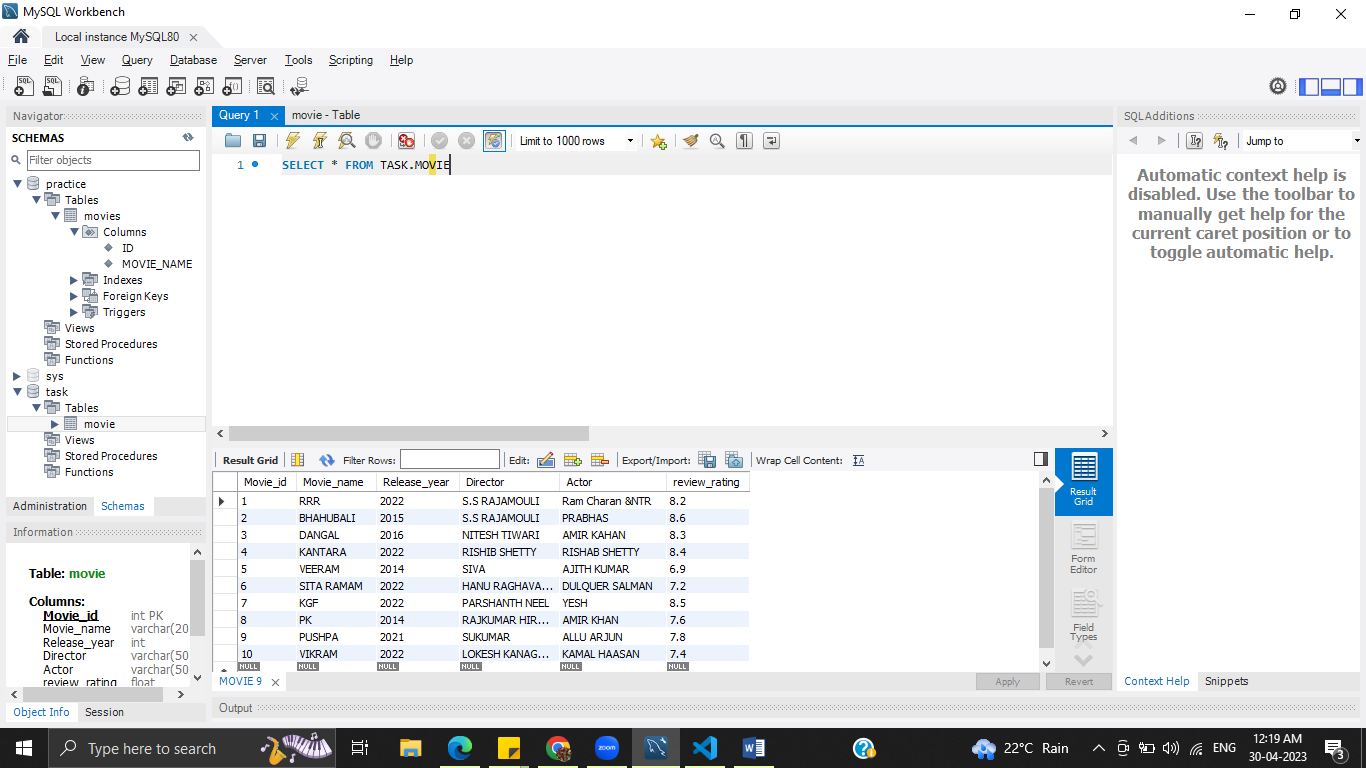 MySQL Workbench
Local instance MySQL80
File Edit View Query Database Server Tools Scripting Help
Navigator
SCHEMAS
Filter objects
practice
Tables
movies
Columns
ID
MOVIE_NAME
Indexes
Foreign Keys
Triggers
Views
Stored Procedures
Functions
sys
task
Tables
movie
Views
Stored Procedures
Functions
Administration Schemas
Information
Table: movie
Columns:
Movie_id int PK
Movie_name varchar(20
Release_year int
Director varchar(50
Actor varchar(50
review_rating float
Object Info Session
Query 1 movie - Table
Limit to 1000 rows
1 SELECT * FROM TASK.MOVIE
Result Grid Filter Rows: Edit: Export/Import: Wrap Cell Content: IA
Movie_id Movie_name Release_year Director Actor review_rating
1 RRR 2022 S.S RAJAMOULI Ram Charan &NTR 8.2
2 BHAHUBALI 2015 S.S RAJAMOULI PRABHAS 8.6
3 DANGAL 2016 NITESH TIWARI AMIR KAHAN 8.3
4 KANTARA 2022 RISHIB SHETTY RISHAB SHETTY 8.4
5 VEERAM 2014 SIVA AJITH KUMAR 6.9
6 SITA RAMAM 2022 HANU RAGHAVA... DULQUER SALMAN 7.2
7 KGF 2022 PARSHANTH NEEL YESH 8.5
8 PK 2014 RAJKUMAR HIR... AMIR KHAN 7.6
9 PUSHPA 2021 SUKUMAR ALLU ARJUN 7.8
10 VIKRAM 2022 LOKESH KANAG... KAMAL HAASAN 7.4
NULL NULL NULL NULL NULL NULL
Result
Grid
Form
Editor
Field
Types
MOVIE 9 Apply Revert
Output
SQLAdditions
Jump to
Automatic context help is
disabled. Use the toolbar to
manually get help for the
current caret position or to
toggle automatic help.
Context Help Snippets
Type here to search
zoom
22°C Rain
ENG
12:19 AM
30-04-2023
3